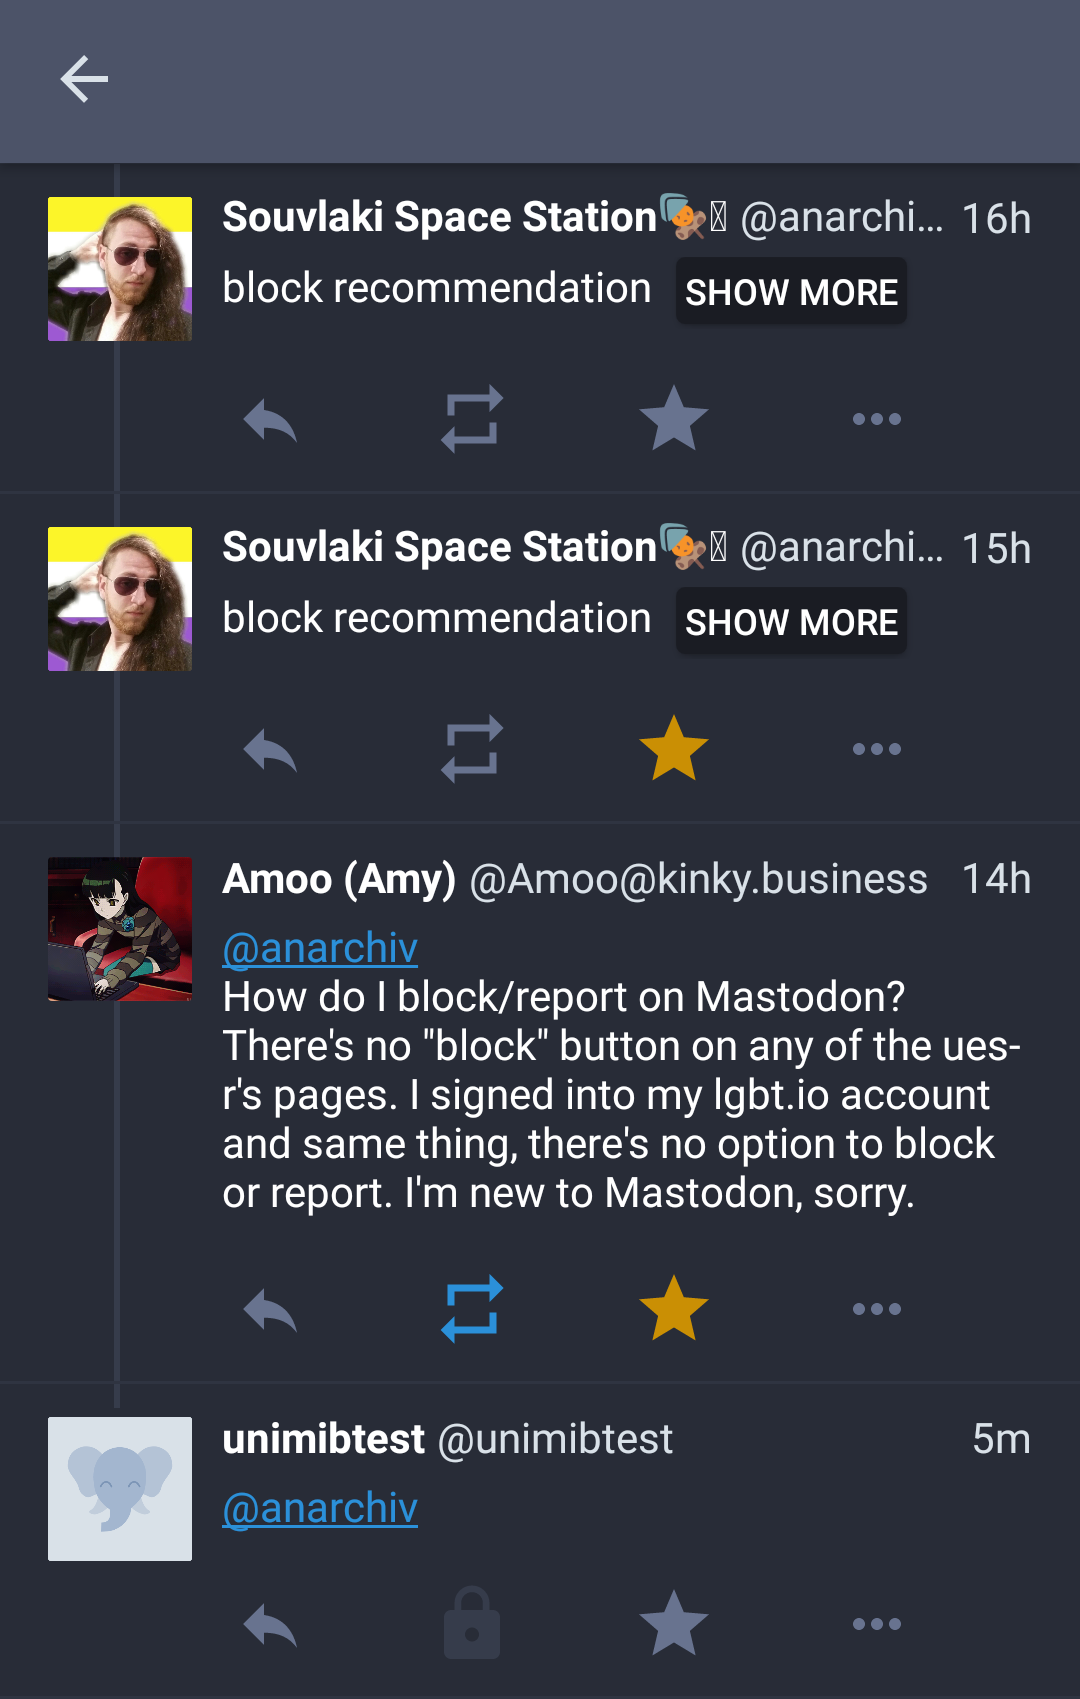 Souvlaki Space Station @anarchi... 16h
block recommendation SHOW MORE
Souvlaki Space Station @anarchi... 15h
block recommendation SHOW MORE
Amoo (Amy) @Amoo@kinky.business 14h
@anarchiv
How do I block/report on Mastodon?
There's no "block" button on any of the ues-
r's pages. I signed into my lgbt.io account
and same thing, there's no option to block
or report. I'm new to Mastodon, sorry.
unimibtest @unimibtest 5m
@anarchiv